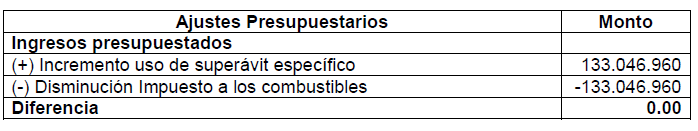 Ajustes Presupuestarios Monto
Ingresos presupuestados
(+) Incremento uso de superávit específico 133.046.960
(-) Disminución Impuesto a los combustibles -133.046.960
Diferencia 0.00